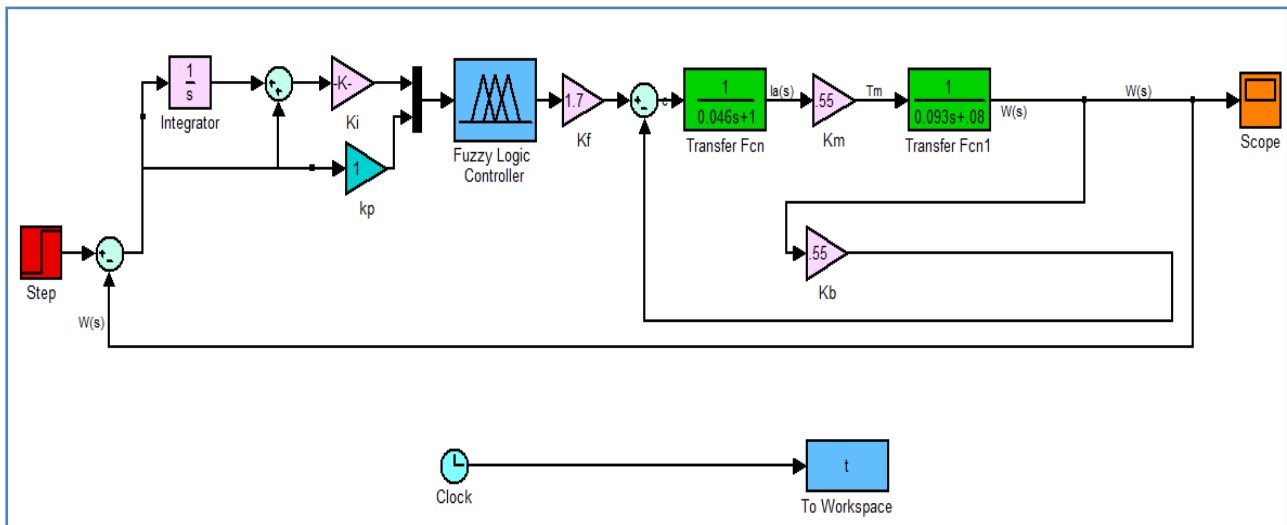 1
s
Integrator
-K-
Ki
1
kp
Fuzzy Logic
Controller
1.7
Kf
1
0.046s+1
Transfer Fcn
Ia(s)
.55
Km
Tm
1
0.093s+.08
Transfer Fcn1
W(s)
W(s)
Scope
.55
Kb
Step
W(s)
Clock
t
To Workspace